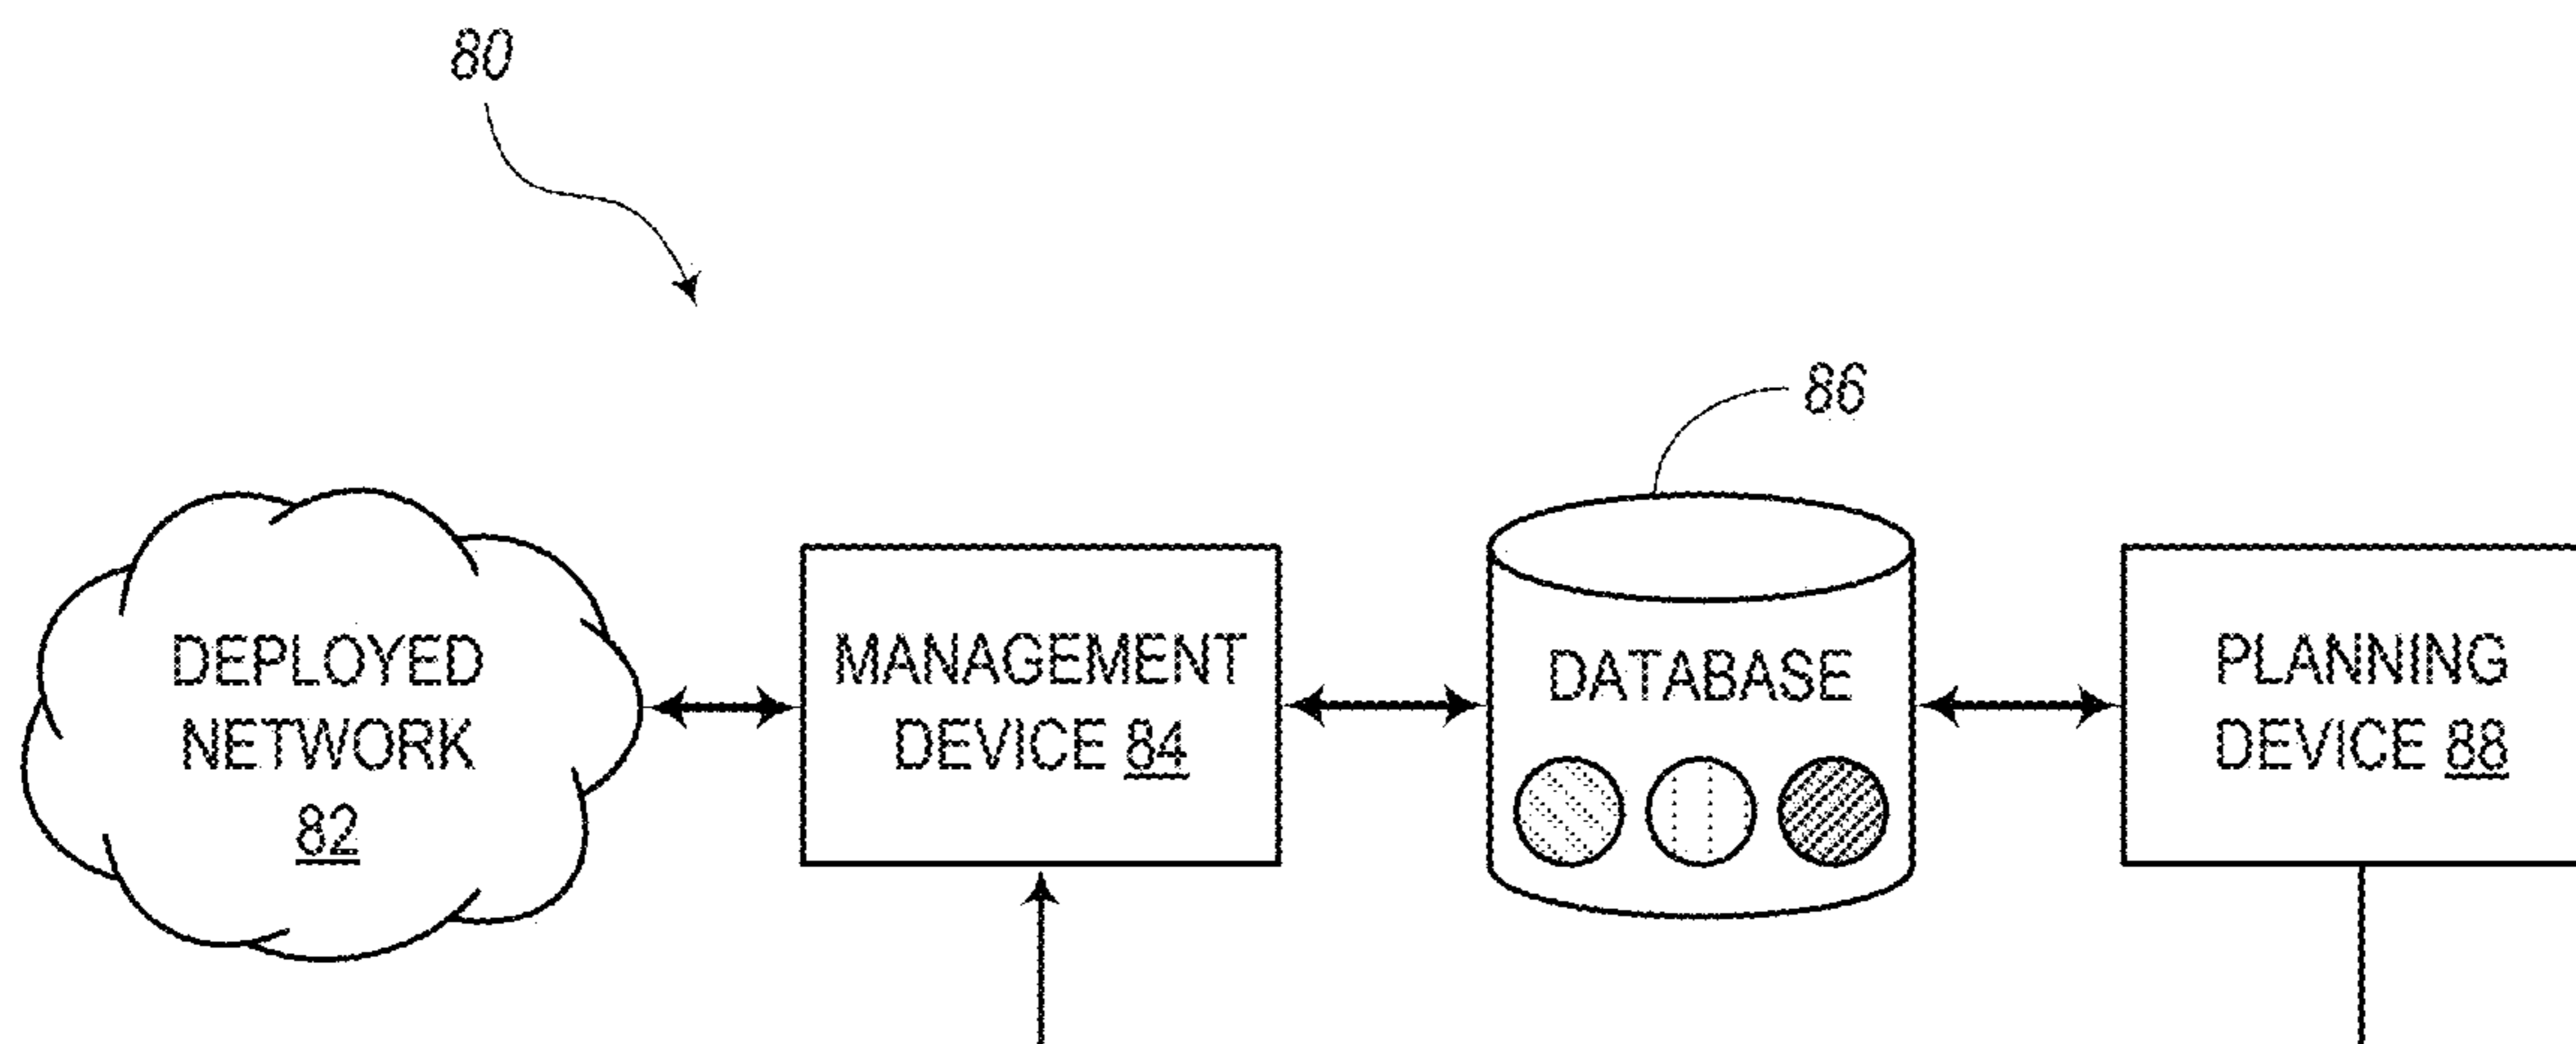 80
86
DEPLOYED
NETWORK
82
MANAGEMENT
DEVICE 84
DATABASE
PLANNING
DEVICE 88